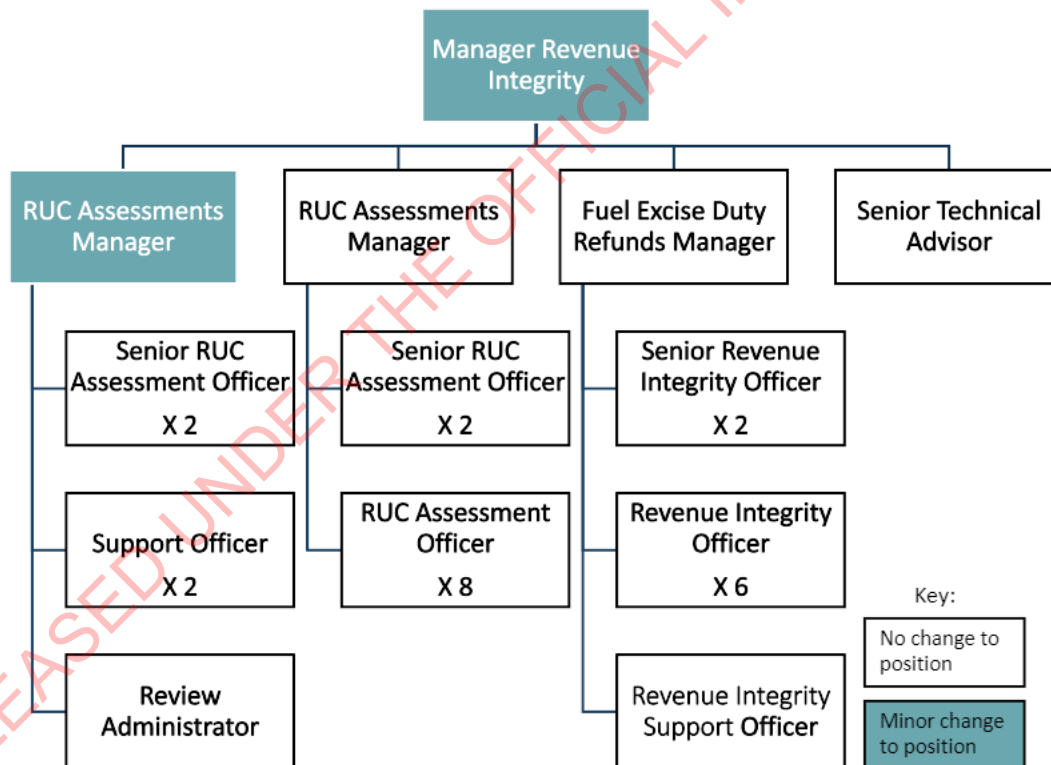 Manager Revenue
Integrity
RUC Assessments
Manager
RUC Assessments
Manager
Fuel Excise Duty
Refunds Manager
Senior Technical
Advisor
Senior RUC
Assessment Officer
X 2
Senior RUC
Assessment Officer
X 2
Senior Revenue
Integrity Officer
X 2
Support Officer
X 2
RUC Assessment
Officer
X 8
Revenue Integrity
Officer
X 6
Review
Administrator
Revenue Integrity
Support Officer
Key:
No change to
position
Minor change
to position
EASED UNDER THE OFFICIAL